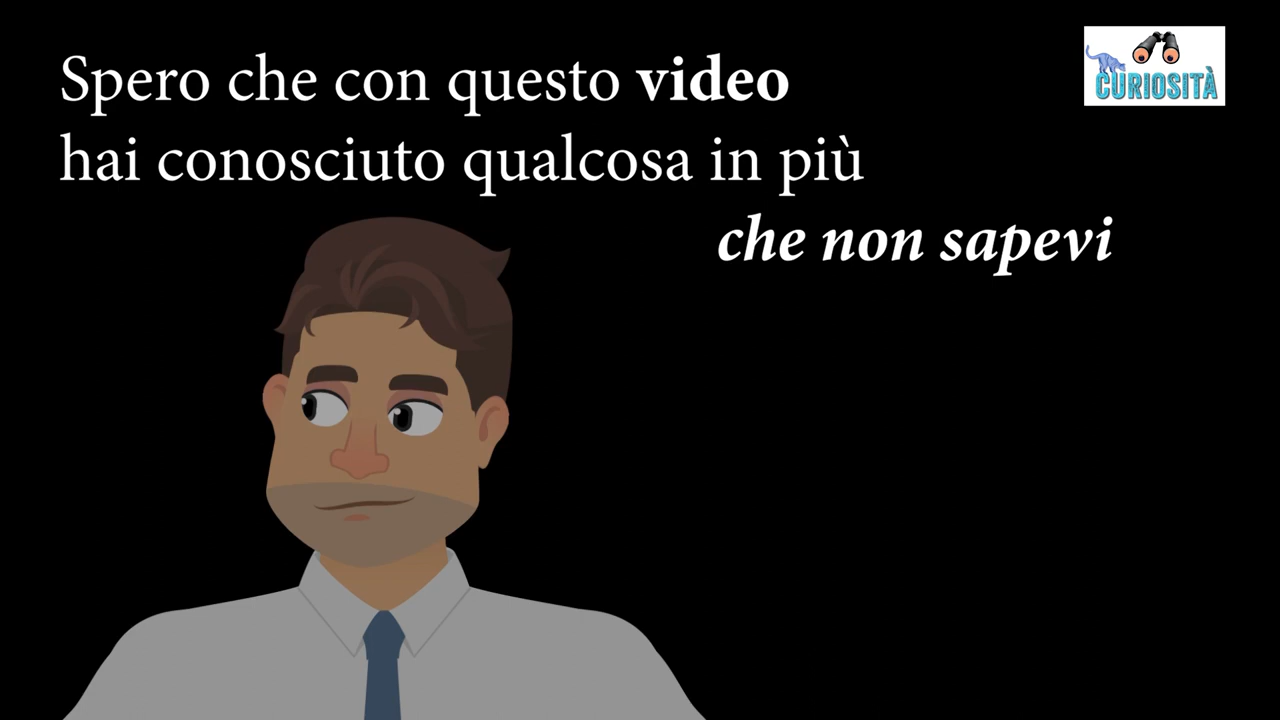 Spero che con questo video
hai conosciuto qualcosa in più
che non sapevi
CURIOSITÀ